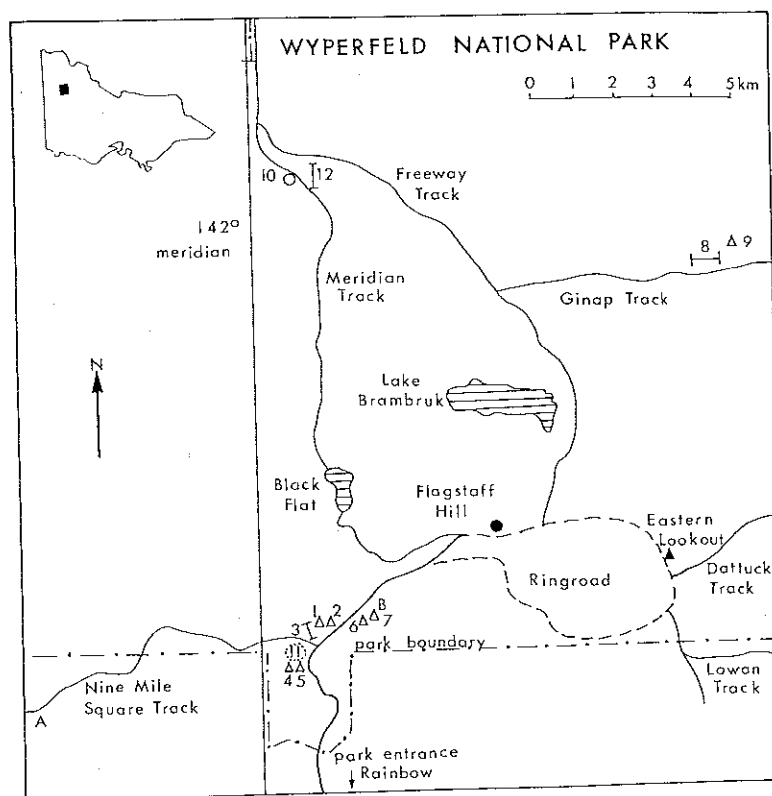 WYPERFELD NATIONAL PARK
0 1 2 3 4 5km
10
12
Freeway
Track
142°
meridian
8
9
Meridian
Track
Ginap Track
N
Lake
Brambruk
Black
Flat
Flagstaff
Hill
Eastern
Lookout
Dattuck
Track
Ringroad
1 2
B
3
6 7
11
park boundary
4 5
Nine Mile
Square Track
Lowan
Track
A
park entrance
Rainbow